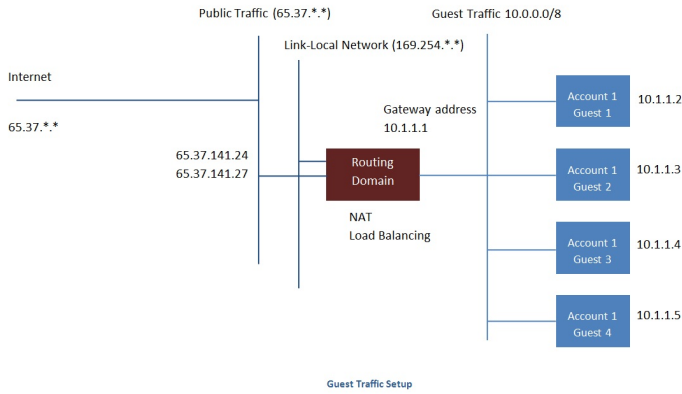 Public Traffic (65.37.*.*)
Guest Traffic 10.0.0.0/8
Link-Local Network (169.254.*.*)
Internet
65.37.*.*
Gateway address
10.1.1.1
65.37.141.24
65.37.141.27
Routing
Domain
NAT
Load Balancing
Account 1
Guest 1
10.1.1.2
Account 1
Guest 2
10.1.1.3
Account 1
Guest 3
10.1.1.4
Account 1
Guest 4
10.1.1.5
Guest Traffic Setup